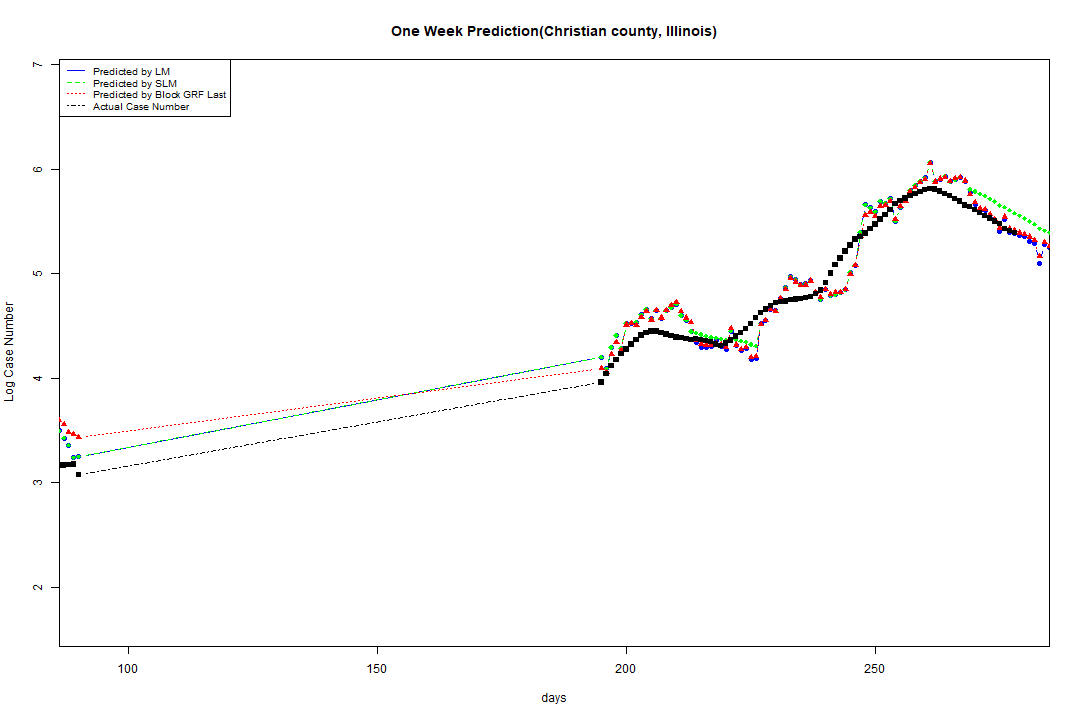 One Week Prediction(Christian county, Illinois)
Predicted by LM
Predicted by SLM
Predicted by Block GRF Last
Actual Case Number
7
6
5
4
3
2
Log Case Number
100 150 200 250
days